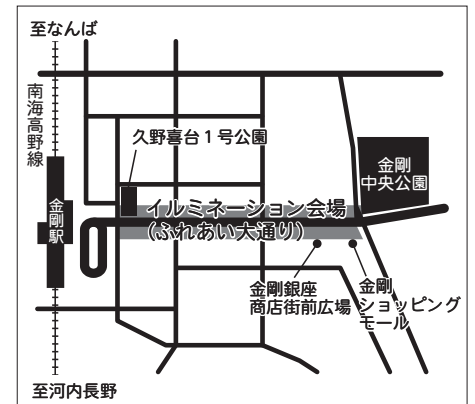 至なんば
南海高野線
久野喜台1号公園
金剛
中央公園
金剛駅
イルミネーション会場
(ふれあい大通り)
金剛銀座
商店街前広場
金剛
ショッピング
モール
至河内長野